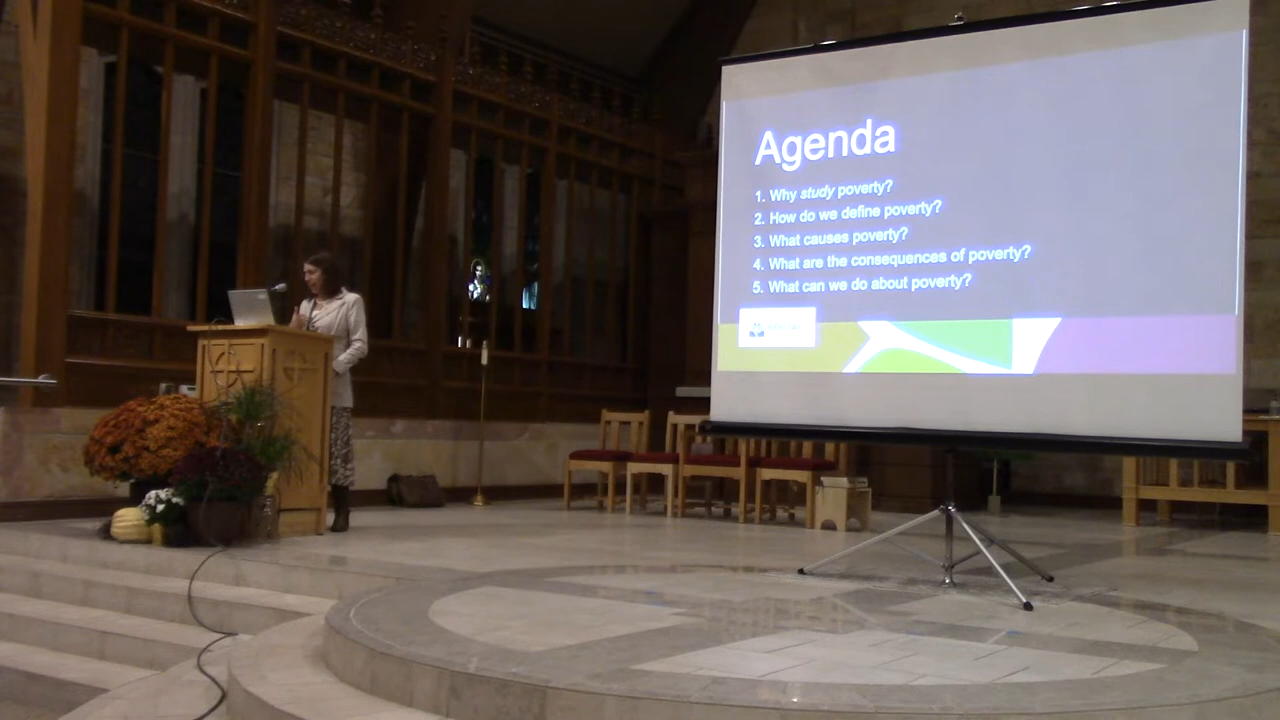 Agenda
1. Why study poverty?
2. How do we define poverty?
3. What causes poverty?
4. What are the consequences of poverty?
5. What can we do about poverty?